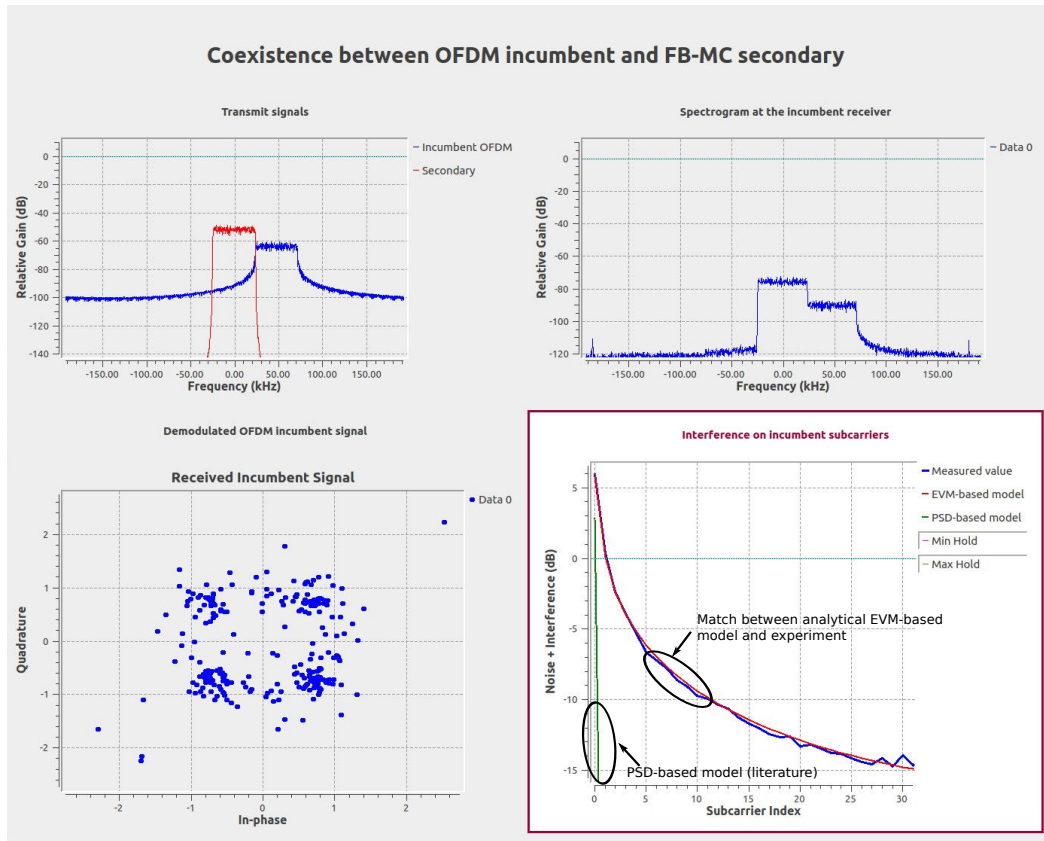 Coexistence between OFDM incumbent and FB-MC secondary
Transmit signals
Relative Gain (dB)
0
-20
-40
-60
-80
-100
-120
-140
-150.00 -100.00 -50.00 0.00 50.00 100.00 150.00
Frequency (kHz)
Incumbent OFDM
Secondary
Spectrogram at the incumbent receiver
Relative Gain (dB)
0
-20
-40
-60
-80
-100
-120
-150.00 -100.00 -50.00 0.00 50.00 100.00 150.00
Frequency (kHz)
Data 0
Demodulated OFDM incumbent signal
Received Incumbent Signal
Quadrature
2
1
0
-1
-2
-2 -1 0 1 2
In-phase
Data 0
Interference on incumbent subcarriers
Noise + Interference (dB)
5
0
-5
-10
-15
0 5 10 15 20 25 30
Subcarrier Index
Measured value
EVM-based model
PSD-based model
Min Hold
Max Hold
Match between analytical EVM-based
model and experiment
PSD-based model (literature)